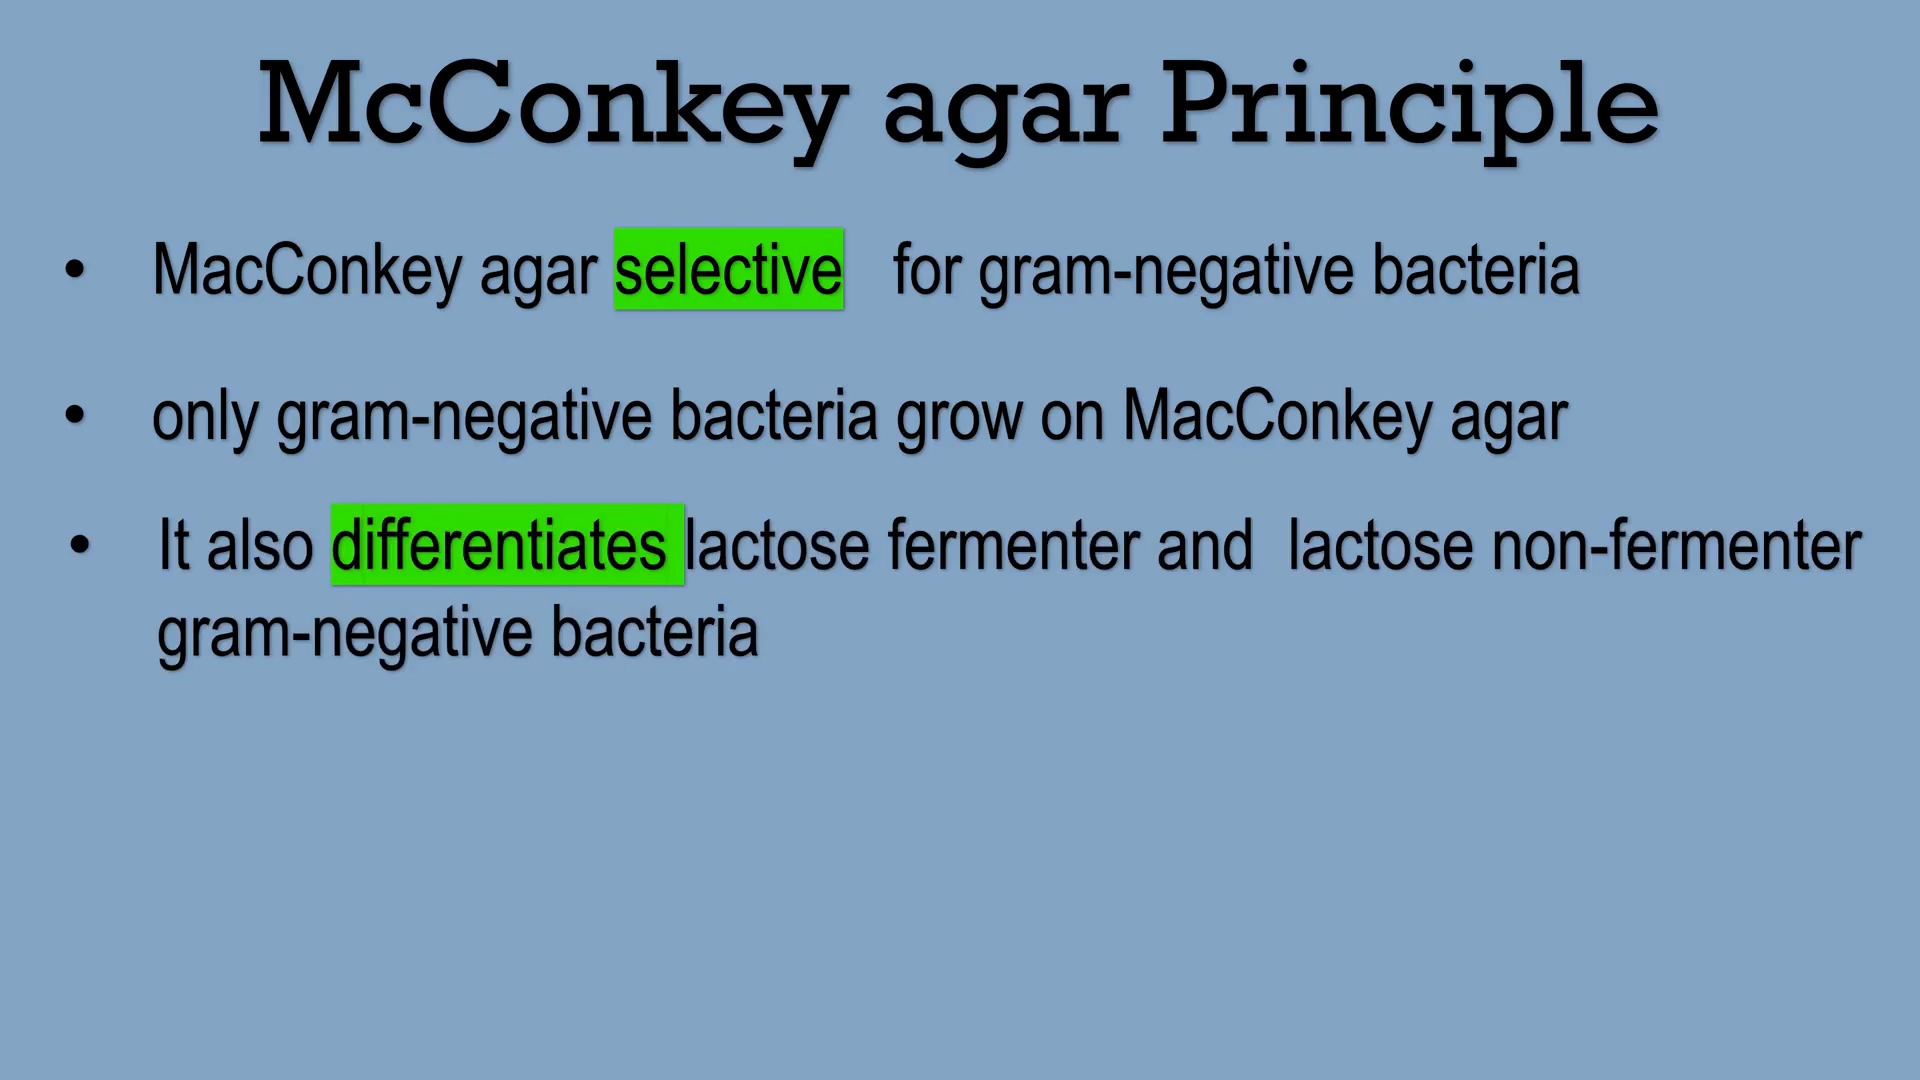 McConkey agar Principle
• MacConkey agar selective for gram-negative bacteria
• only gram-negative bacteria grow on MacConkey agar
• It also differentiates lactose fermenter and lactose non-fermenter
gram-negative bacteria